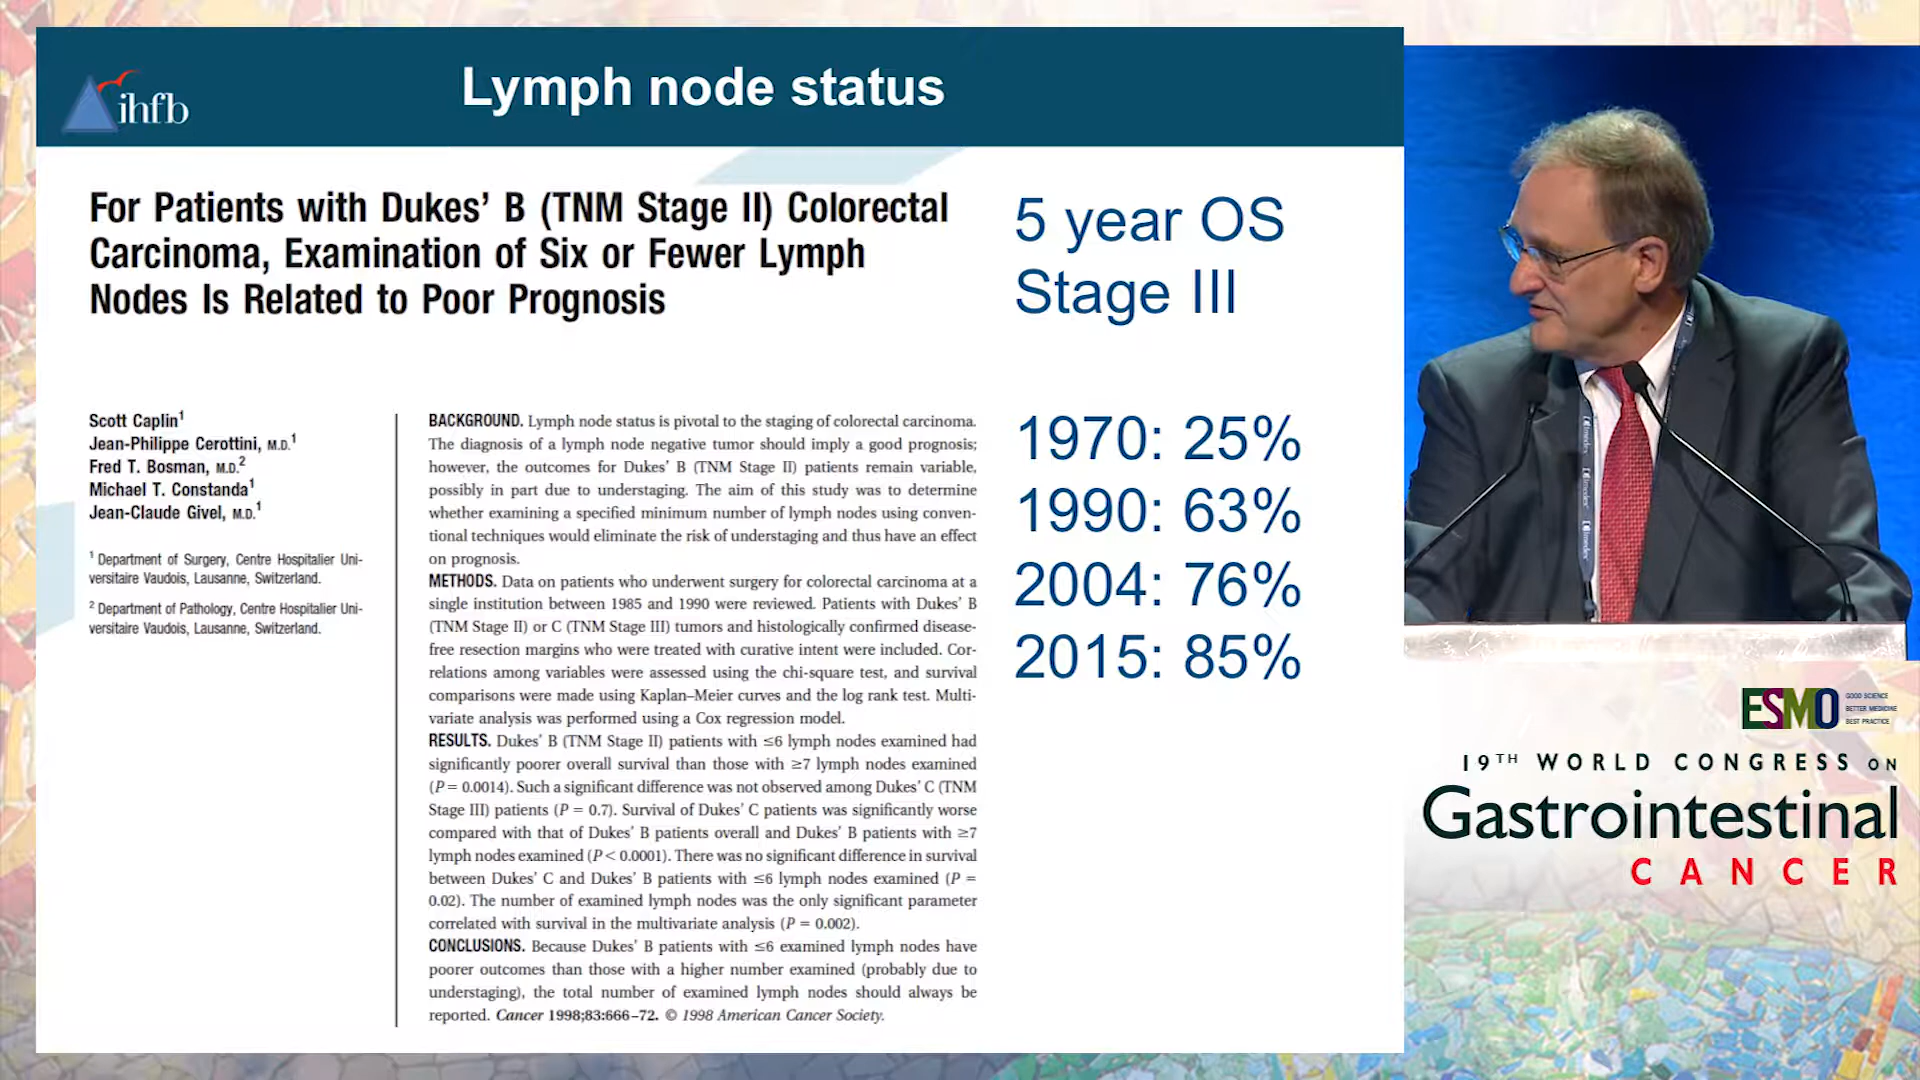 ihfb
Lymph node status
For Patients with Dukes’ B (TNM Stage II) Colorectal
Carcinoma, Examination of Six or Fewer Lymph
Nodes Is Related to Poor Prognosis
Scott Caplin1
Jean-Philippe Cerottini, M.D.1
Fred T. Bosman, M.D.2
Michael T. Constanda1
Jean-Claude Givel, M.D.1
1 Department of Surgery, Centre Hospitalier Uni-
versitaire Vaudois, Lausanne, Switzerland.
2 Department of Pathology, Centre Hospitalier Uni-
versitaire Vaudois, Lausanne, Switzerland.
BACKGROUND. Lymph node status is pivotal to the staging of colorectal carcinoma.
The diagnosis of a lymph node negative tumor should imply a good prognosis;
however, the outcomes for Dukes’ B (TNM Stage II) patients remain variable,
possibly in part due to understaging. The aim of this study was to determine
whether examining a specified minimum number of lymph nodes using conven-
tional techniques would eliminate the risk of understaging and thus have an effect
on prognosis.
METHODS. Data on patients who underwent surgery for colorectal carcinoma at a
single institution between 1985 and 1990 were reviewed. Patients with Dukes’ B
(TNM Stage II) or C (TNM Stage III) tumors and histologically confirmed disease-
free resection margins who were treated with curative intent were included. Cor-
relations among variables were assessed using the chi-square test, and survival
comparisons were made using Kaplan–Meier curves and the log rank test. Multi-
variate analysis was performed using a Cox regression model.
RESULTS. Dukes’ B (TNM Stage II) patients with ≤6 lymph nodes examined had
significantly poorer overall survival than those with ≥7 lymph nodes examined
(P = 0.0014). Such a significant difference was not observed among Dukes’ C (TNM
Stage III) patients (P = 0.7). Survival of Dukes’ C patients was significantly worse
compared with that of Dukes’ B patients overall and Dukes’ B patients with ≥7
lymph nodes examined (P < 0.0001). There was no significant difference in survival
between Dukes’ C and Dukes’ B patients with ≤6 lymph nodes examined (P =
0.02). The number of examined lymph nodes was the only significant parameter
correlated with survival in the multivariate analysis (P = 0.002).
CONCLUSIONS. Because Dukes’ B patients with ≤6 examined lymph nodes have
poorer outcomes than those with a higher number examined (probably due to
understaging), the total number of examined lymph nodes should always be
reported. Cancer 1998;83:666–72. © 1998 American Cancer Society.
5 year OS
Stage III
1970: 25%
1990: 63%
2004: 76%
2015: 85%
ESMO
GOOD SCIENCE
BETTER MEDICINE
BEST PRACTICE
19TH WORLD CONGRESS ON
Gastrointestinal
CANCER